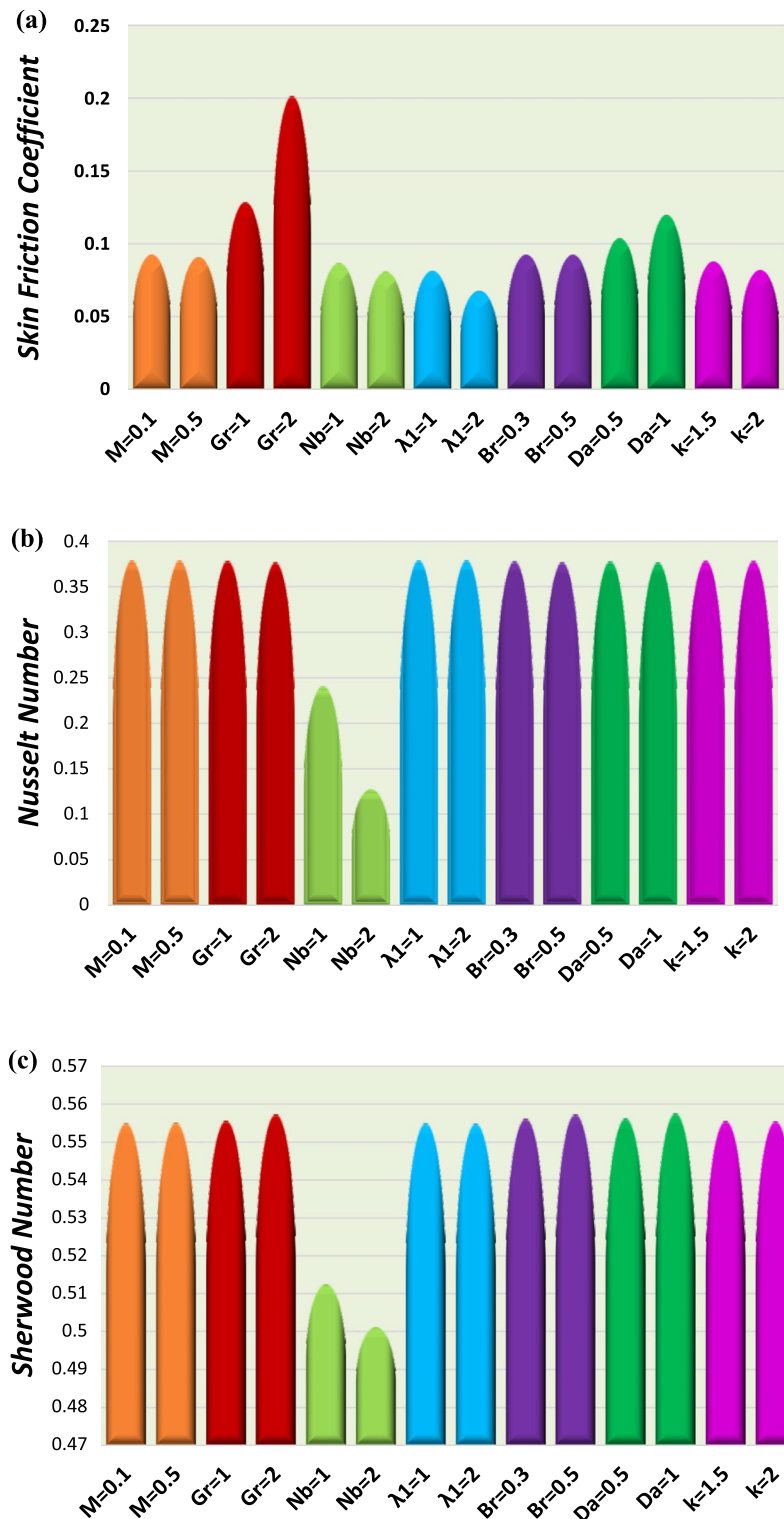 (a)
Skin Friction Coefficient
0.25
0.2
0.15
0.1
0.05
0
M=0.1 M=0.5 Gr=1 Gr=2 Nb=1 Nb=2 λ1=1 λ1=2 Br=0.3 Br=0.5 Da=0.5 Da=1 k=1.5 k=2
(b)
Nusselt Number
0.4
0.35
0.3
0.25
0.2
0.15
0.1
0.05
0
M=0.1 M=0.5 Gr=1 Gr=2 Nb=1 Nb=2 λ1=1 λ1=2 Br=0.3 Br=0.5 Da=0.5 Da=1 k=1.5 k=2
(c)
Sherwood Number
0.57
0.56
0.55
0.54
0.53
0.52
0.51
0.5
0.49
0.48
0.47
M=0.1 M=0.5 Gr=1 Gr=2 Nb=1 Nb=2 λ1=1 λ1=2 Br=0.3 Br=0.5 Da=0.5 Da=1 k=1.5 k=2